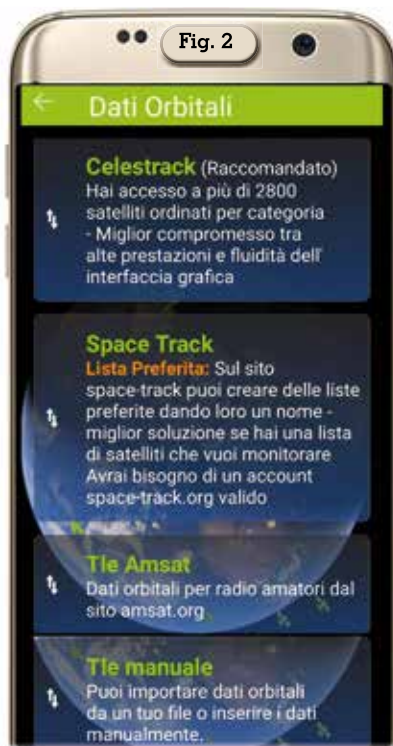 Fig. 2
Dati Orbitali
Celestrack (Raccomandato)
Hai accesso a più di 2800
satelliti ordinati per categoria
- Miglior compromesso tra
alte prestazioni e fluidità dell'
interfaccia grafica
Space Track
Lista Preferita: Sul sito
space-track puoi creare delle liste
preferite dando loro un nome -
miglior soluzione se hai una lista
di satelliti che vuoi monitorare
Avrai bisogno di un account
space-track.org valido
Tle Amsat
Dati orbitali per radio amatori dal
sito amsat.org
Tle manuale
Puoi importare dati orbitali
da un tuo file o inserire i dati
manualmente.